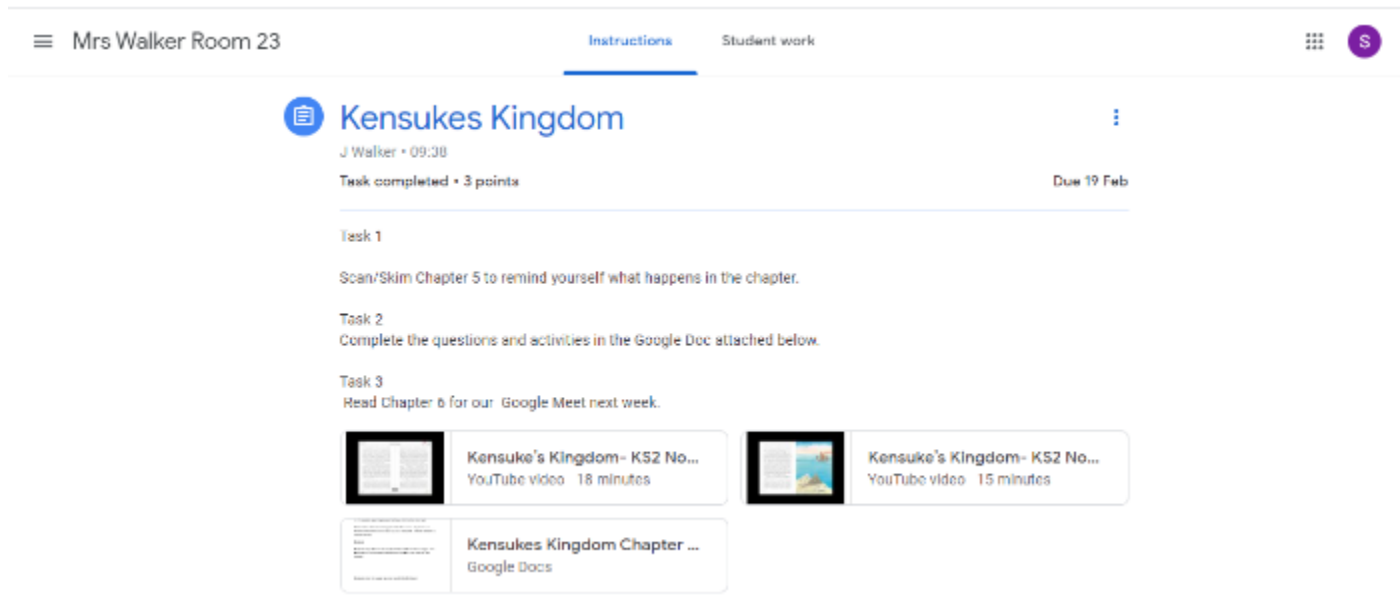 Mrs Walker Room 23
Instructions
Student work
S
Kensukes Kingdom
J Walker • 09:38
Task completed • 3 points
Due 19 Feb
Task 1
Scan/Skim Chapter 5 to remind yourself what happens in the chapter.
Task 2
Complete the questions and activities in the Google Doc attached below.
Task 3
Read Chapter 6 for our Google Meet next week.
Kensuke's Kingdom- KS2 No...
YouTube video 18 minutes
Kensuke's Kingdom- KS2 No...
YouTube video 15 minutes
Kensukes Kingdom Chapter ...
Google Docs